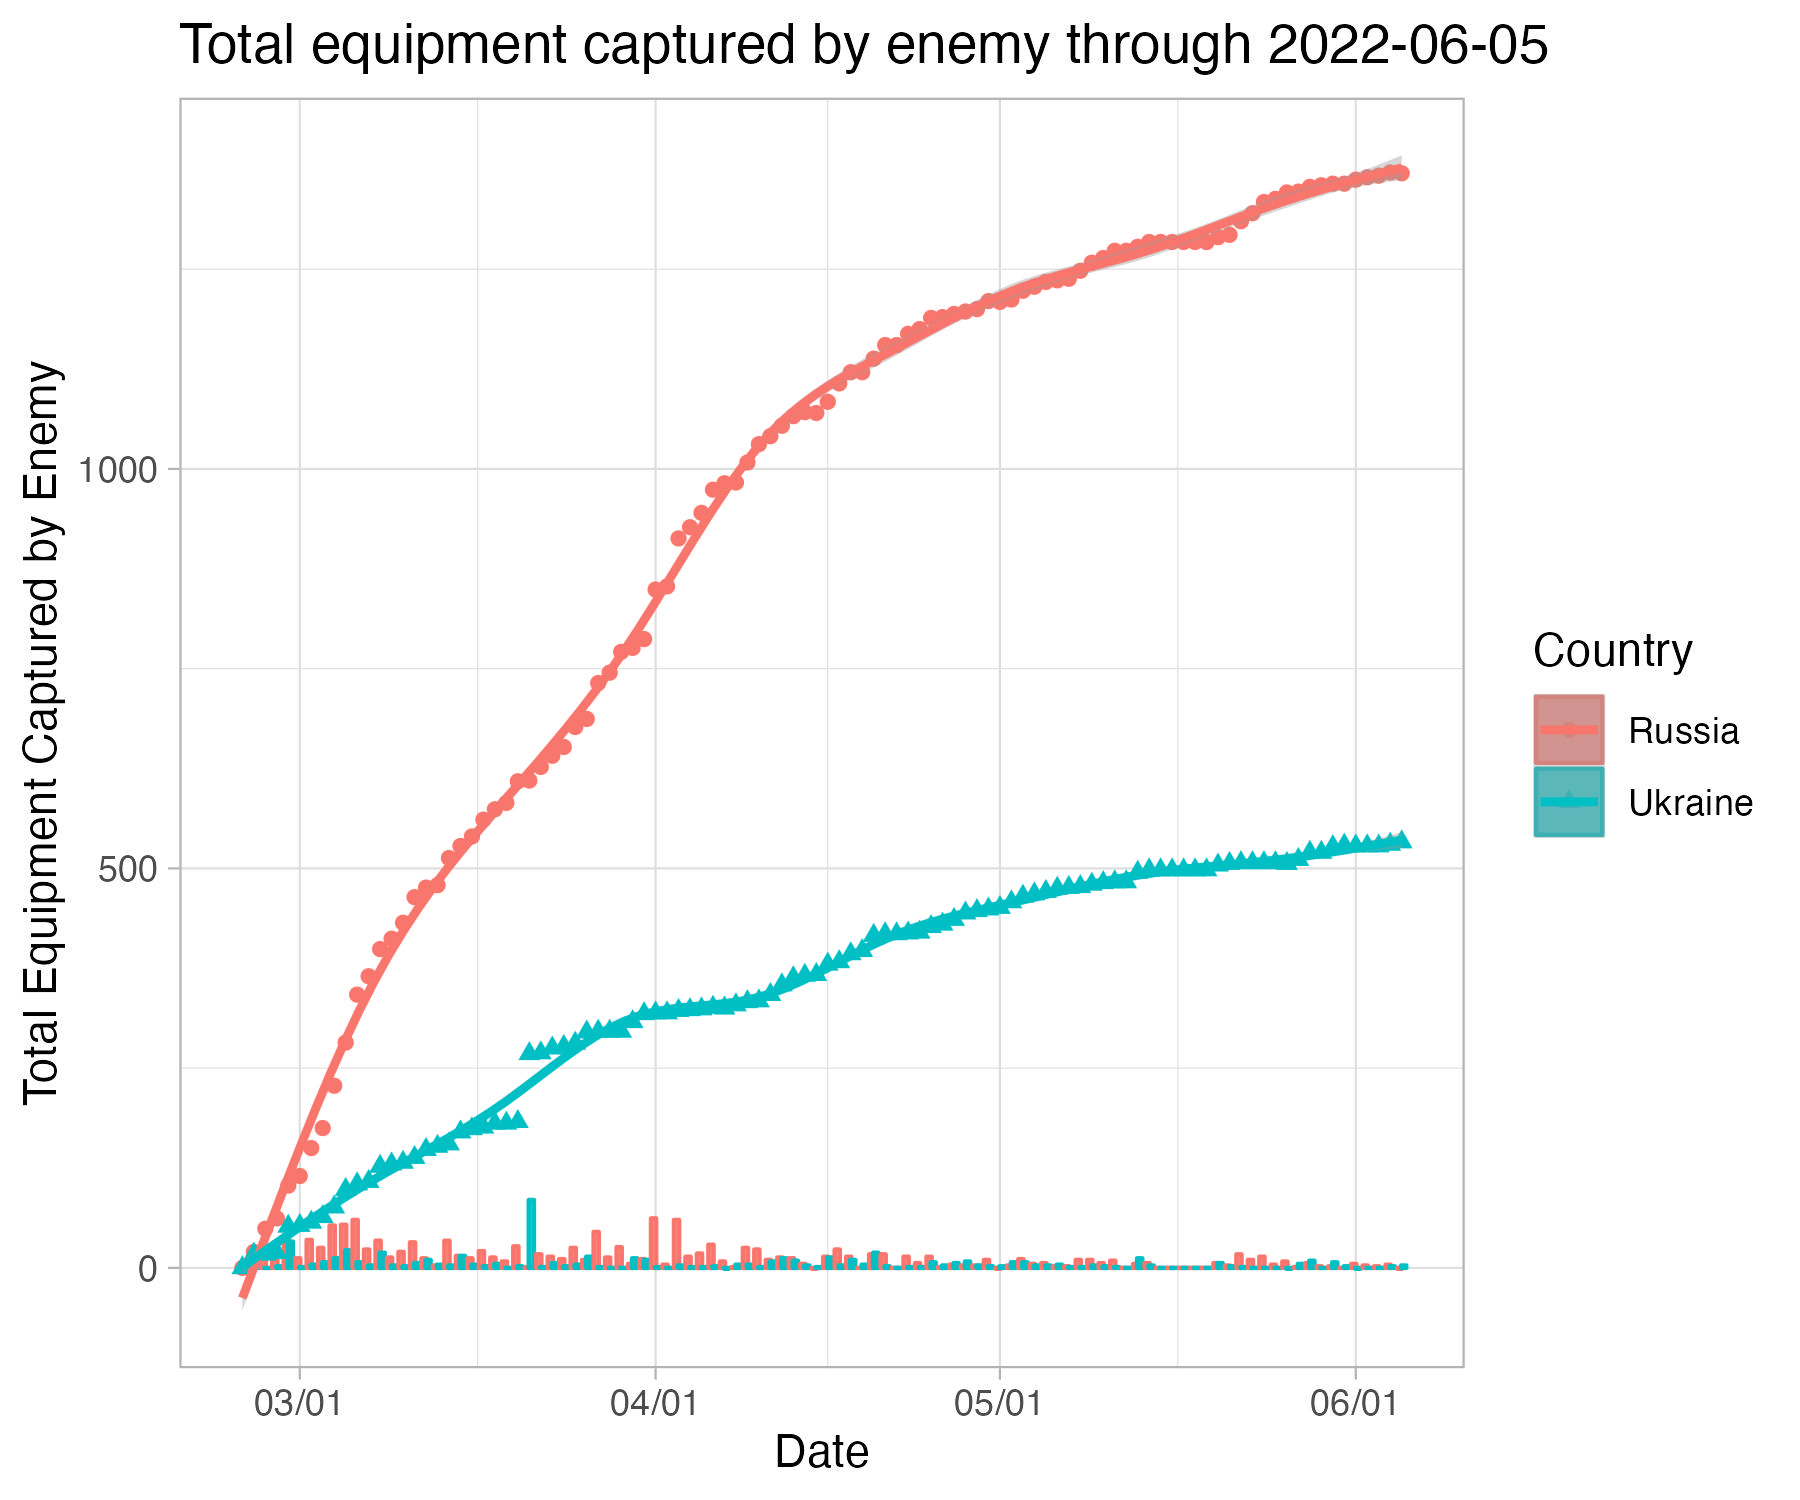 Total equipment captured by enemy through 2022-06-05
Total Equipment Captured by Enemy
1000
500
0
03/01
04/01
05/01
06/01
Date
Country
Russia
Ukraine